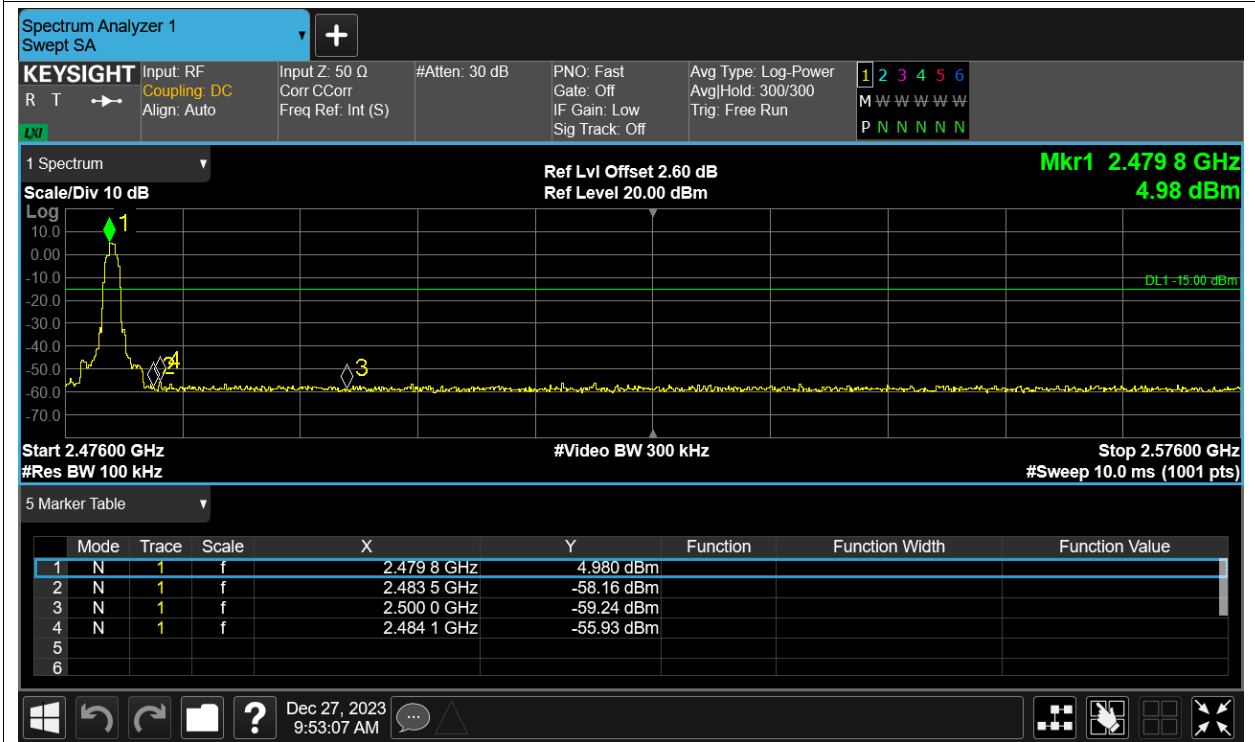 Spectrum Analyzer 1
Swept SA
KEYSIGHT Input: RF Input Z: 50 Ω #Atten: 30 dB PNO: Fast Avg Type: Log-Power 1 2 3 4 5 6
R T Coupling: DC Corr CCorr Gate: Off Avg|Hold: 300/300 M W W W W W
Align: Auto Freq Ref: Int (S) IF Gain: Low Trig: Free Run
LXI Sig Track: Off P N N N N N
1 Spectrum Ref Lvl Offset 2.60 dB Mkr1 2.479 8 GHz
Scale/Div 10 dB Ref Level 20.00 dBm 4.98 dBm
Log
1
10.0
0.00
-10.0
DL1 -15.00 dBm
-20.0
-30.0
-40.0
2 4 3
-50.0
-60.0
-70.0
Start 2.47600 GHz #Video BW 300 kHz Stop 2.57600 GHz
#Res BW 100 kHz #Sweep 10.0 ms (1001 pts)
5 Marker Table
Mode Trace Scale X Y Function Function Width Function Value
1 N 1 f 2.479 8 GHz 4.980 dBm
2 N 1 f 2.483 5 GHz -58.16 dBm
3 N 1 f 2.500 0 GHz -59.24 dBm
4 N 1 f 2.484 1 GHz -55.93 dBm
5
6
? Dec 27, 2023
9:53:07 AM